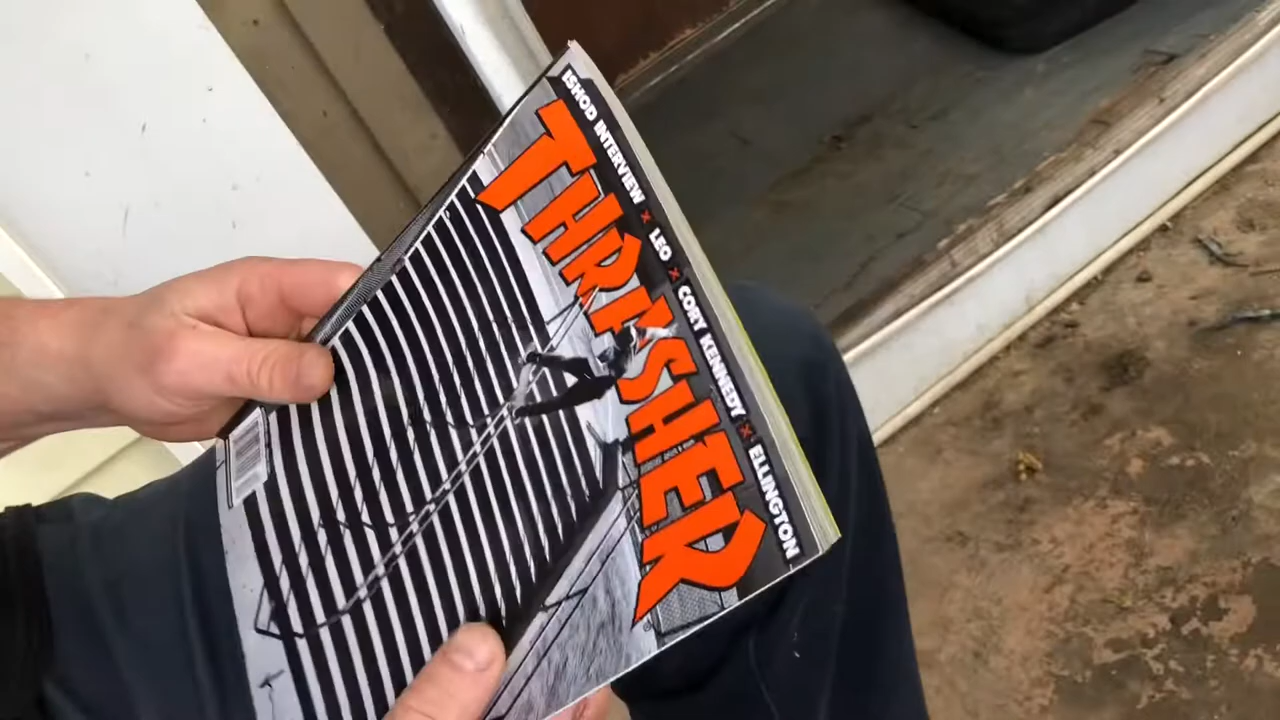 ISHOD INTERVIEW x LEO x CORY KENNEDY x ELLINGTON
THRASHER